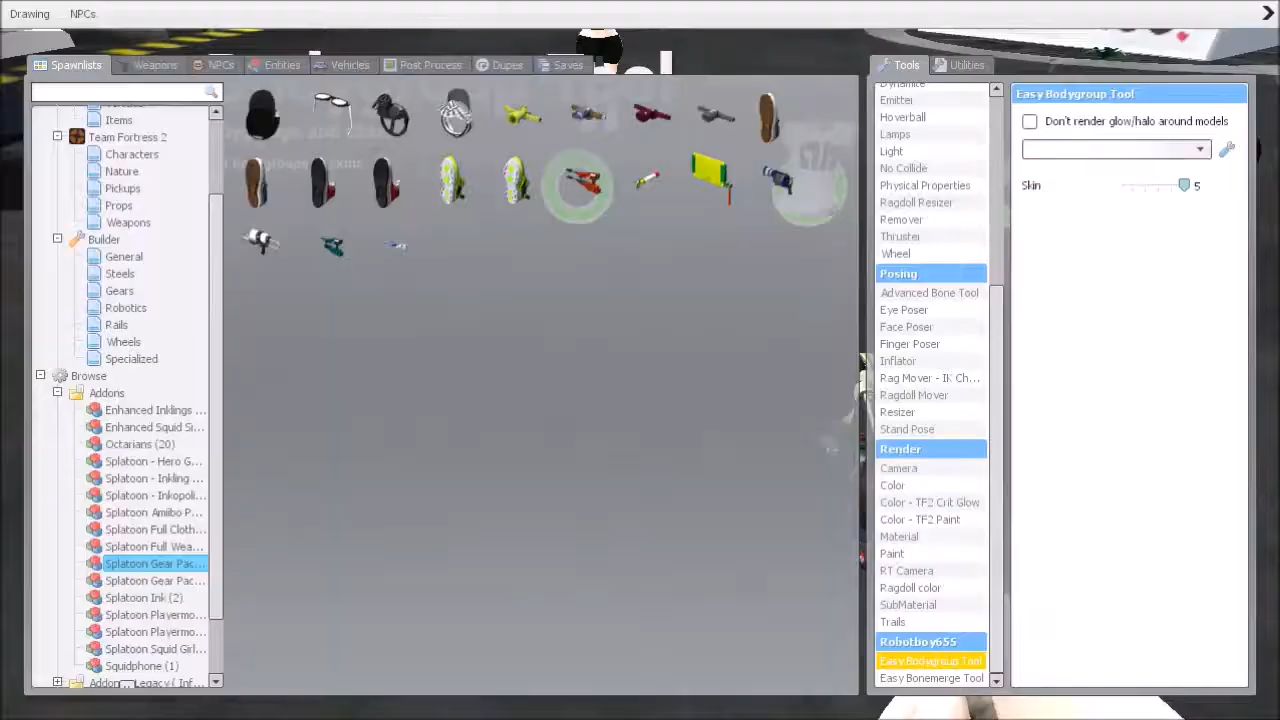 Drawing NPCs
Spawnlists Weapons NPCs Entities Vehicles Post Process Dupes Saves
Items
Team Fortress 2
Characters
Nature
Pickups
Props
Weapons
Builder
General
Steels
Gears
Robotics
Rails
Wheels
Specialized
Browse
Addons
Enhanced Inklings ...
Enhanced Squid Si...
Octarians (20)
Splatoon - Hero G...
Splatoon - Inkling ...
Splatoon - Inkopoli...
Splatoon Amiibo P...
Splatoon Full Cloth...
Splatoon Full Wea...
Splatoon Gear Pac...
Splatoon Gear Pac...
Splatoon Ink (2)
Splatoon Playermo...
Splatoon Playermo...
Splatoon Squid Girl...
Squidphone (1)
Tools Utilities
Dynamite
Emitter
Hoverball
Lamps
Light
No Collide
Physical Properties
Ragdoll Resizer
Remover
Thruster
Wheel
Posing
Advanced Bone Tool
Eye Poser
Face Poser
Finger Poser
Inflator
Rag Mover - IK Ch...
Ragdoll Mover
Resizer
Stand Pose
Render
Camera
Color
Color - TF2 Crit Glow
Color - TF2 Paint
Material
Paint
RT Camera
Ragdoll color
SubMaterial
Trails
Robotboy655
Easy Bodygroup Tool
Easy Bonemerge Tool
Easy Bodygroup Tool
Don't render glow/halo around models
Skin 5